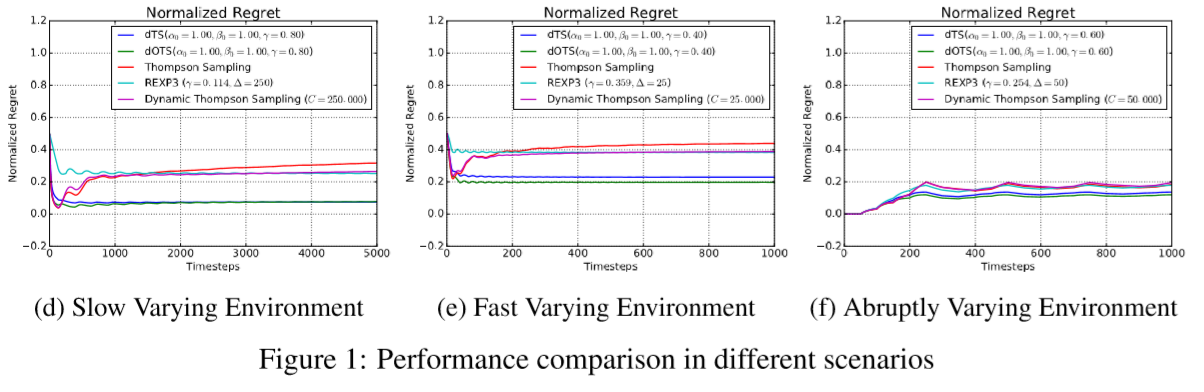 Normalized Regret
Normalized Regret
1.2
1.0
0.8
0.6
0.4
0.2
0.0
−0.2
dTS(α₀ = 1.00, β₀ = 1.00, γ = 0.80)
dOTS(α₀ = 1.00, β₀ = 1.00, γ = 0.80)
Thompson Sampling
REXP3 (γ = 0.114, Δ = 250)
Dynamic Thompson Sampling (C = 250.000)
0 1000 2000 3000 4000 5000
Timesteps
(d) Slow Varying Environment
Normalized Regret
Normalized Regret
1.2
1.0
0.8
0.6
0.4
0.2
0.0
−0.2
dTS(α₀ = 1.00, β₀ = 1.00, γ = 0.40)
dOTS(α₀ = 1.00, β₀ = 1.00, γ = 0.40)
Thompson Sampling
REXP3 (γ = 0.359, Δ = 25)
Dynamic Thompson Sampling (C = 25.000)
0 200 400 600 800 1000
Timesteps
(e) Fast Varying Environment
Normalized Regret
Normalized Regret
1.2
1.0
0.8
0.6
0.4
0.2
0.0
−0.2
dTS(α₀ = 1.00, β₀ = 1.00, γ = 0.60)
dOTS(α₀ = 1.00, β₀ = 1.00, γ = 0.60)
Thompson Sampling
REXP3 (γ = 0.254, Δ = 50)
Dynamic Thompson Sampling (C = 50.000)
0 200 400 600 800 1000
Timesteps
(f) Abruptly Varying Environment
Figure 1: Performance comparison in different scenarios